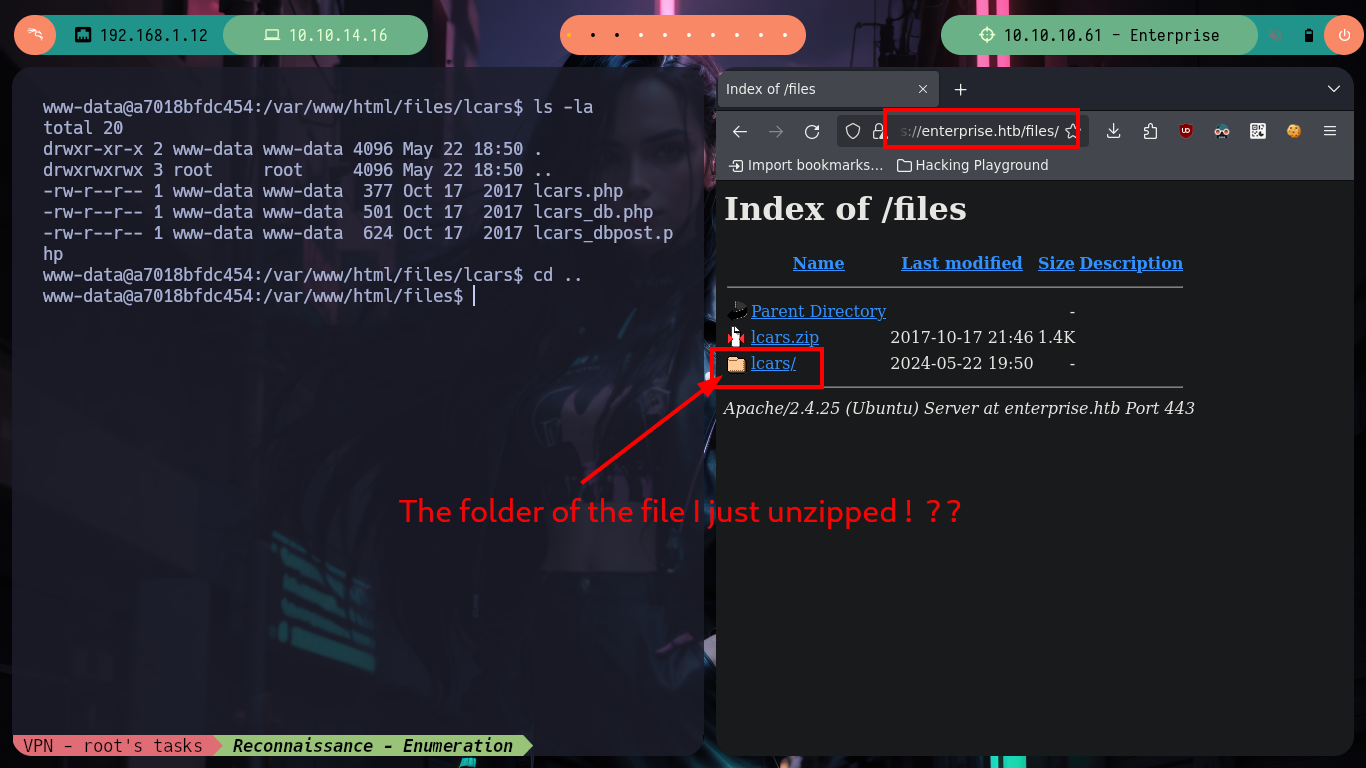 192.168.1.12
10.10.14.16
10.10.10.61 - Enterprise
www-data@a7018bfdc454:/var/www/html/files/lcars$ ls -la
total 20
drwxr-xr-x 2 www-data www-data 4096 May 22 18:50 .
drwxrwxrwx 3 root     root     4096 May 22 18:50 ..
-rw-r--r-- 1 www-data www-data  377 Oct 17  2017 lcars.php
-rw-r--r-- 1 www-data www-data  501 Oct 17  2017 lcars_db.php
-rw-r--r-- 1 www-data www-data  624 Oct 17  2017 lcars_dbpost.p
hp
www-data@a7018bfdc454:/var/www/html/files/lcars$ cd ..
www-data@a7018bfdc454:/var/www/html/files$
Index of /files
s://enterprise.htb/files/
Import bookmarks...
Hacking Playground
Index of /files
Name Last modified Size Description
Parent Directory -
lcars.zip 2017-10-17 21:46 1.4K
lcars/ 2024-05-22 19:50 -
Apache/2.4.25 (Ubuntu) Server at enterprise.htb Port 443
The folder of the file I just unzipped! ??
VPN - root's tasks
Reconnaissance - Enumeration